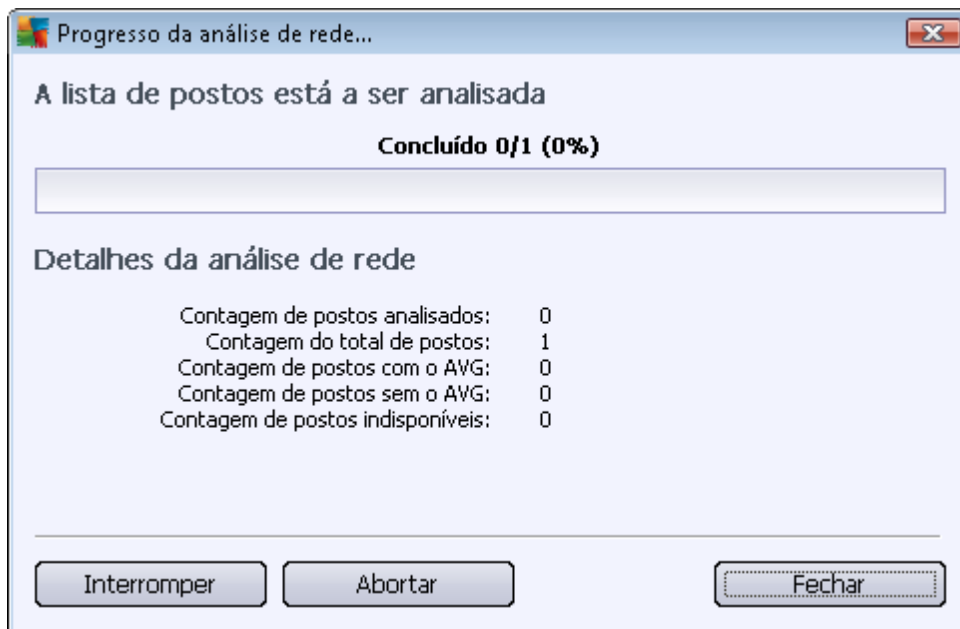 Progresso da análise de rede...
A lista de postos está a ser analisada
Concluído 0/1 (0%)
Detalhes da análise de rede
Contagem de postos analisados: 0
Contagem do total de postos: 1
Contagem de postos com o AVG: 0
Contagem de postos sem o AVG: 0
Contagem de postos indisponíveis: 0
Interromper Abortar Fechar